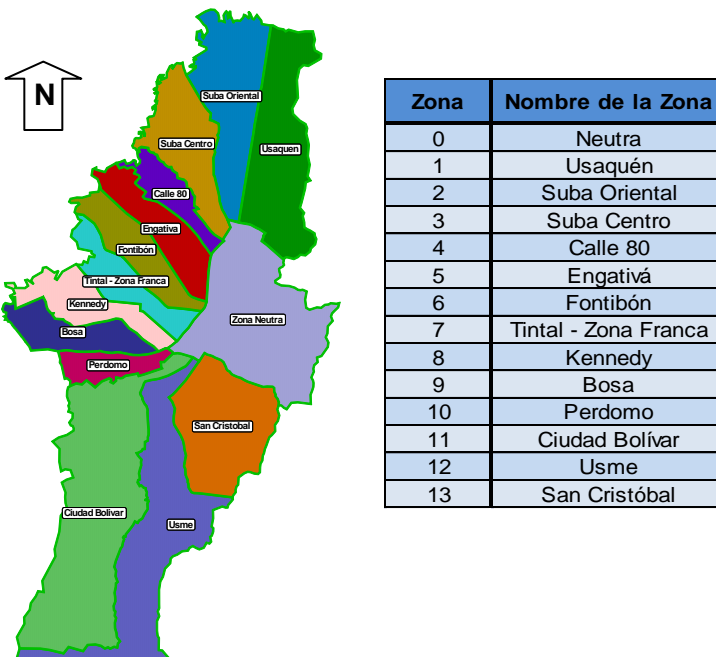 N
Suba Oriental
Suba Centro
Usaquen
Calle 80
Engativa
Fontibón
Tintal - Zona Franca
Kennedy
Zona Neutra
Bosa
Perdomo
San Cristobal
Ciudad Bolivar
Usme
Zona Nombre de la Zona
0 Neutra
1 Usaquén
2 Suba Oriental
3 Suba Centro
4 Calle 80
5 Engativá
6 Fontibón
7 Tintal - Zona Franca
8 Kennedy
9 Bosa
10 Perdomo
11 Ciudad Bolívar
12 Usme
13 San Cristóbal